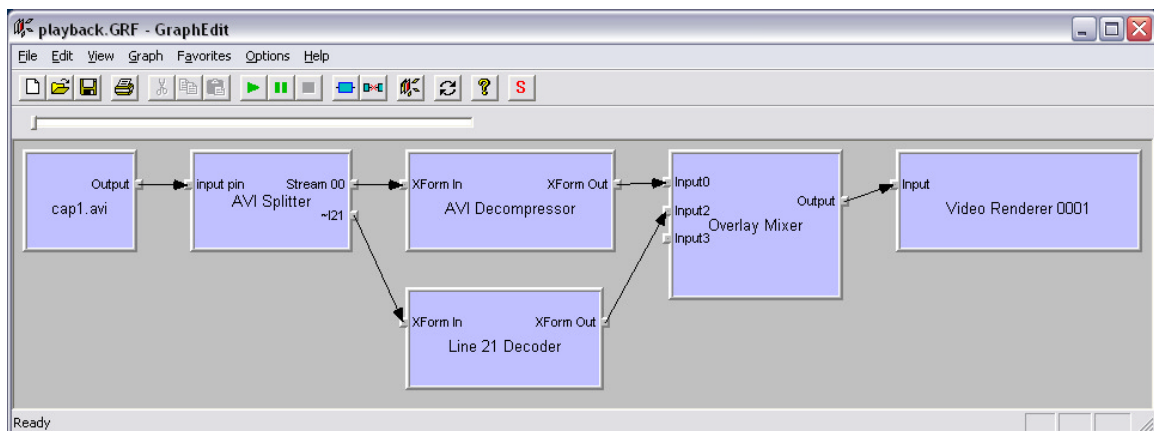 playback.GRF - GraphEdit
File Edit View Graph Favorites Options Help
S
Output
cap1.avi
input pin Stream 00
AVI Splitter
~l21
XForm In XForm Out
AVI Decompressor
Input0
Output
Input2
Overlay Mixer
Input3
Input
Video Renderer 0001
XForm In XForm Out
Line 21 Decoder
Ready